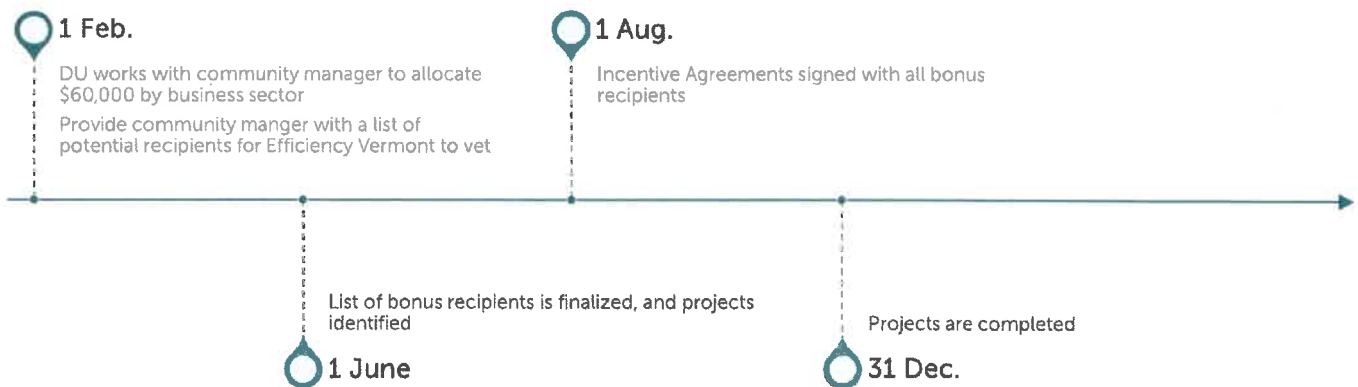 1 Feb.
DU works with community manager to allocate
$60,000 by business sector
Provide community manger with a list of
potential recipients for Efficiency Vermont to vet
1 Aug.
Incentive Agreements signed with all bonus
recipients
List of bonus recipients is finalized, and projects
identified
1 June
Projects are completed
31 Dec.